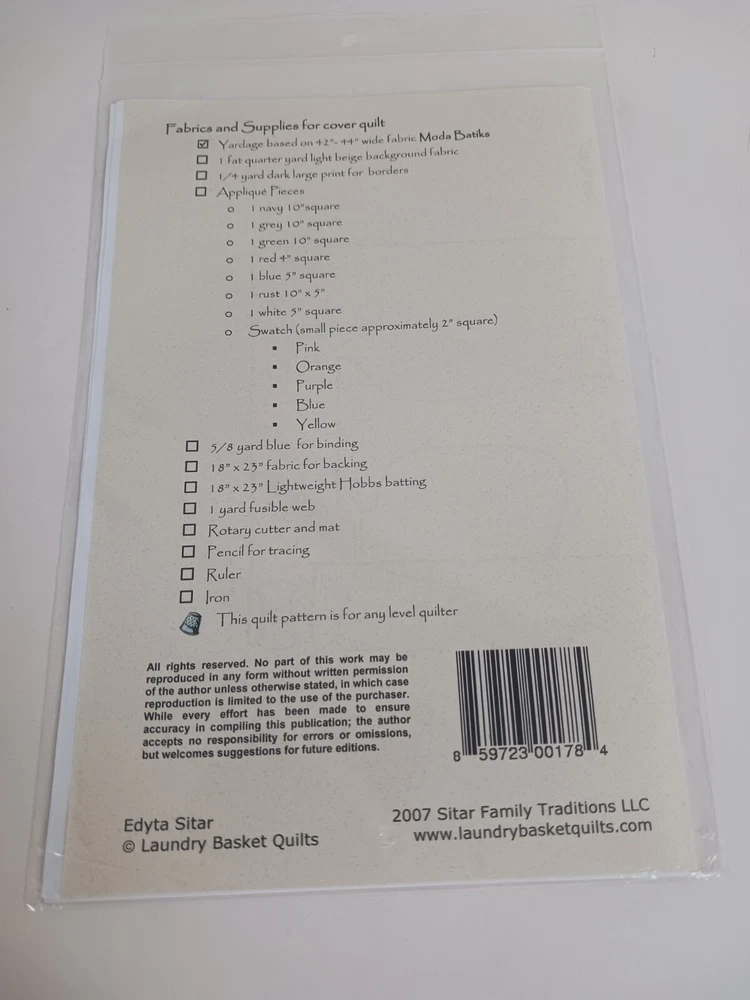 Fabrics and Supplies for cover quilt
Yardage based on 42"- 44" wide fabric Moda Batiks
1 fat quarter yard light beige background fabric
1/4 yard dark large print for borders
Appliqué Pieces
1 navy 10"square
1 grey 10" square
1 green 10" square
1 red 4" square
1 blue 5" square
1 rust 10" x 5"
1 white 5" square
Swatch (small piece approximately 2" square)
Pink
Orange
Purple
Blue
Yellow
5/8 yard blue for binding
18" x 23" fabric for backing
18" x 23" Lightweight Hobbs batting
1 yard fusible web
Rotary cutter and mat
Pencil for tracing
Ruler
Iron
This quilt pattern is for any level quilter
All rights reserved. No part of this work may be
reproduced in any form without written permission
of the author unless otherwise stated, in which case
reproduction is limited to the use of the purchaser.
While every effort has been made to ensure
accuracy in compiling this publication; the author
accepts no responsibility for errors or omissions,
but welcomes suggestions for future editions.
8 59723 00178 4
Edyta Sitar
© Laundry Basket Quilts
2007 Sitar Family Traditions LLC
www.laundrybasketquilts.com